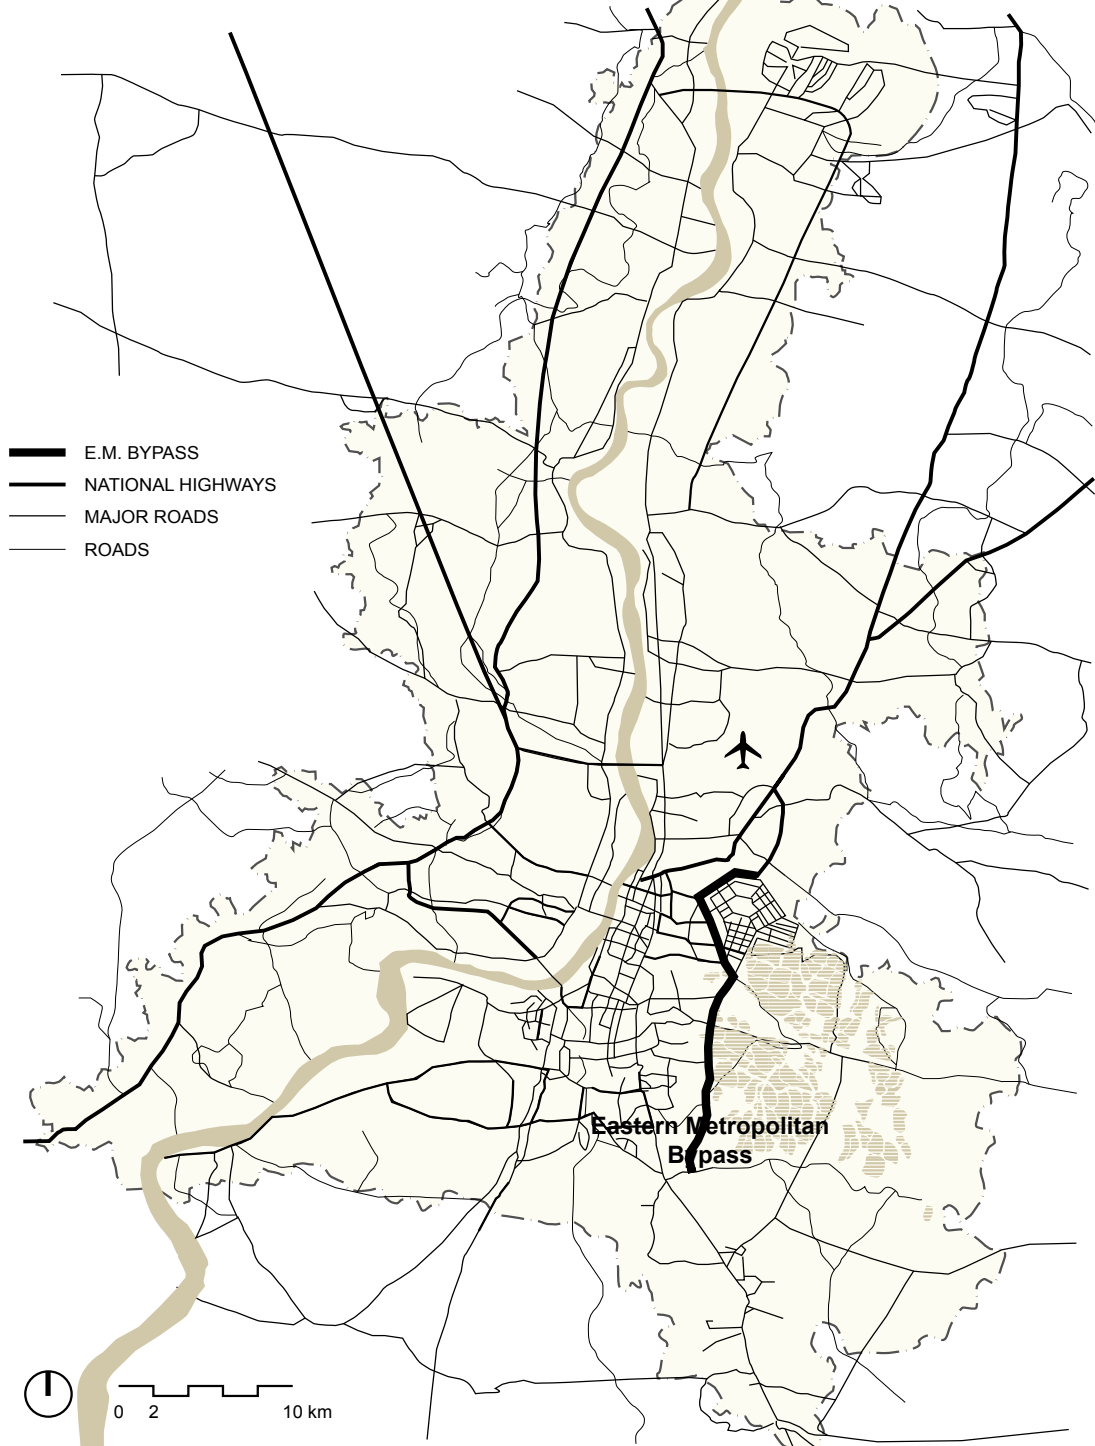 E.M. BYPASS
NATIONAL HIGHWAYS
MAJOR ROADS
ROADS
Eastern Metropolitan
Bypass
0 2 10 km